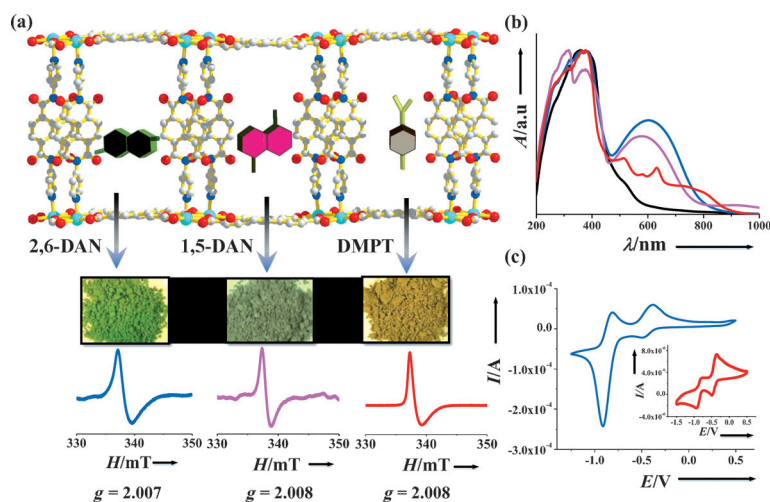 (a)
2,6-DAN
1,5-DAN
DMPT
330 340 350
330 340 350
330 340 350
H/mT
H/mT
H/mT
g = 2.007
g = 2.008
g = 2.008
(b)
A/a.u
200 400 600 800 1000
λ/nm
(c)
1.0x10⁻⁴
0.0
-1.0x10⁻⁴
-2.0x10⁻⁴
-3.0x10⁻⁴
I/A
-1.0 -0.5 0.0 0.5
E/V
8.0x10⁻⁶
4.0x10⁻⁶
0.0
-4.0x10⁻⁶
I/A
-1.5 -1.0 -0.5 0.0 0.5
E/V